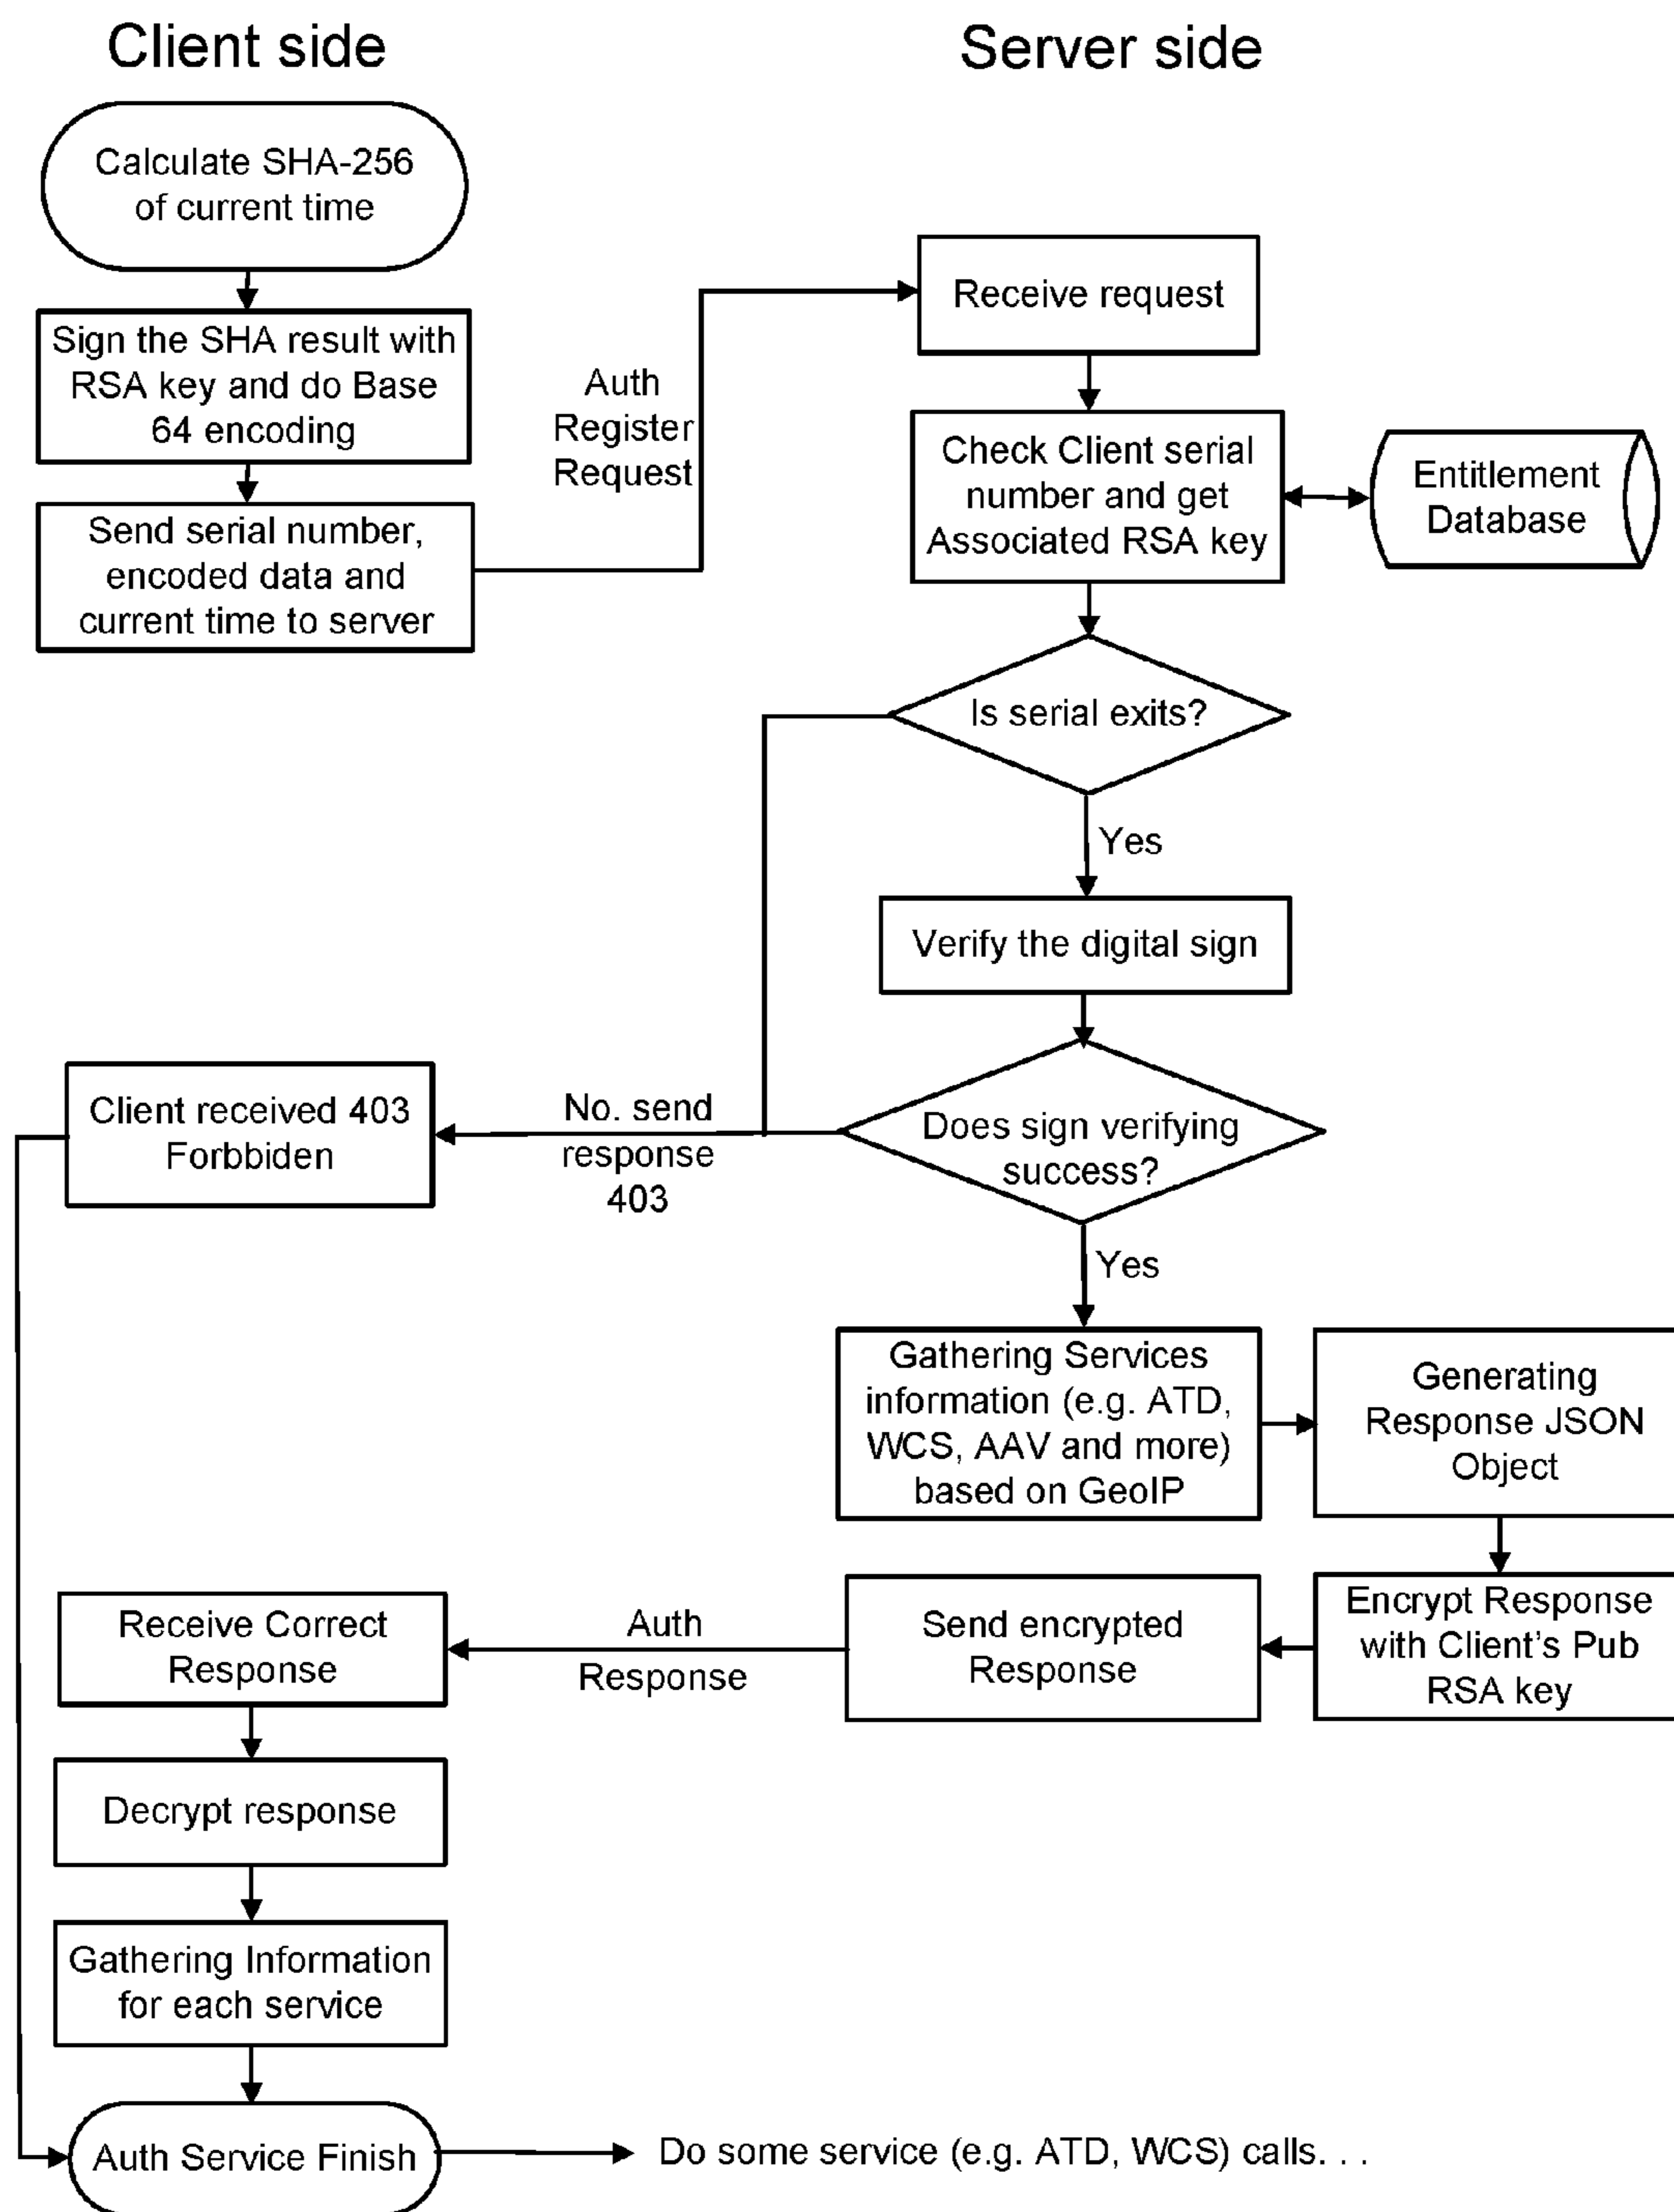 Client side
Server side
Calculate SHA-256
of current time
Sign the SHA result with
RSA key and do Base
64 encoding
Send serial number,
encoded data and
current time to server
Auth
Register
Request
Receive request
Check Client serial
number and get
Associated RSA key
Entitlement
Database
Is serial exits?
Yes
Verify the digital sign
Does sign verifying
success?
No. send
response
403
Client received 403
Forbbiden
Yes
Gathering Services
information (e.g. ATD,
WCS, AAV and more)
based on GeoIP
Generating
Response JSON
Object
Encrypt Response
with Client's Pub
RSA key
Send encrypted
Response
Auth
Response
Receive Correct
Response
Decrypt response
Gathering Information
for each service
Auth Service Finish
Do some service (e.g. ATD, WCS) calls. . .